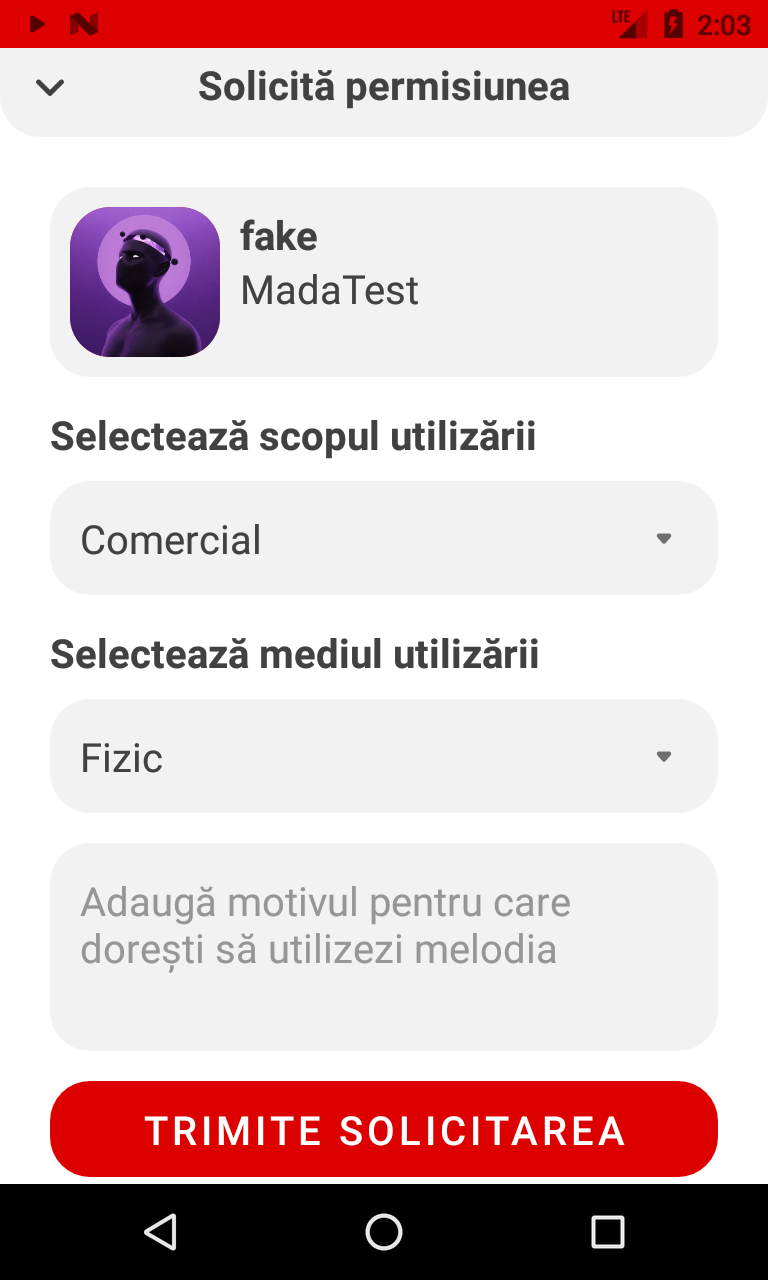 LTE 2:03
Solicită permisiunea
fake
MadaTest
Selectează scopul utilizării
Comercial
Selectează mediul utilizării
Fizic
Adaugă motivul pentru care
dorești să utilizezi melodia
TRIMITE SOLICITAREA